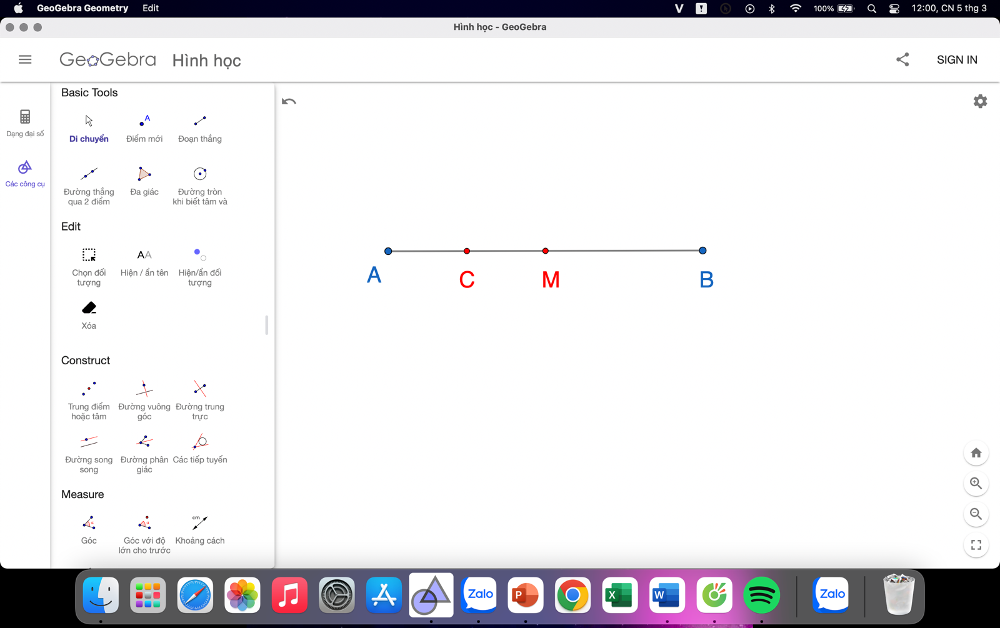 GeoGebra Geometry Edit
V ! 100% 12:00, CN 5 thg 3
Hình học - GeoGebra
GeoGebra Hình học
SIGN IN
Dạng đại số
Các công cụ
Basic Tools
A
Di chuyển Điểm mới Đoạn thẳng
Đường thẳng Đa giác Đường tròn
qua 2 điểm khi biết tâm và
Edit
AA
Chọn đối Hiện / ẩn tên Hiện/ẩn đối
tượng tượng
Xóa
Construct
Trung điểm Đường vuông Đường trung
hoặc tâm góc trực
Đường song Đường phân Các tiếp tuyến
song giác
Measure
α α cm
Góc Góc với độ Khoảng cách
lớn cho trước
A C M B
Zalo P X W Zalo